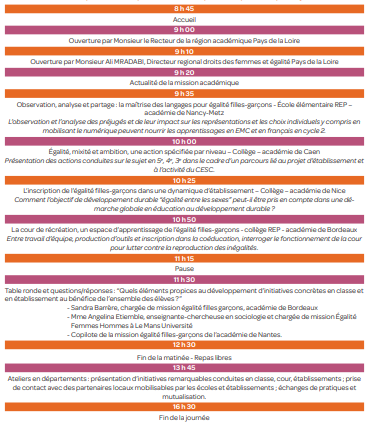 8 h 45
Accueil
9 h 00
Ouverture par Monsieur le Recteur de la région académique Pays de la Loire
9 h 10
Ouverture par Monsieur Ali MRADABI, Directeur regional droits des femmes et égalité Pays de la Loire
9 h 20
Actualité de la mission académique
9 h 35
Observation, analyse et partage : la maîtrise des langages pour égalité filles-garçons - École élémentaire REP –
académie de Nancy-Metz
L'observation et l'analyse des préjugés et de leur impact sur les représentations et les choix individuels y compris en
mobilisant le numérique peuvent nourrir les apprentissages en EMC et en français en cycle 2.
10 h 00
Égalité, mixité et ambition, une action spécifiée par niveau – Collège – académie de Caen
Présentation des actions conduites sur le sujet en 5e, 4e, 3e dans le cadre d'un parcours lié au projet d'établissement et
à l'activité du CESC.
10 h 25
L'inscription de l'égalité filles-garçons dans une dynamique d'établissement – Collège – académie de Nice
Comment l'objectif de développement durable "égalité entre les sexes" peut-il être pris en compte dans une dé-
marche globale en éducation au développement durable ?
10 h 50
La cour de récréation, un espace d'apprentissage de l'égalité filles-garçons - collège REP - académie de Bordeaux
Entre travail d'équipe, production d'outils et inscription dans la coéducation, interroger le fonctionnement de la cour
pour lutter contre la reproduction des inégalités.
11 h 15
Pause
11 h 30
Table ronde et questions/réponses : "Quels éléments propices au développement d'initiatives concrètes en classe et
en établissement au bénéfice de l'ensemble des élèves ?"
- Sandra Barrère, chargée de mission égalité filles garçons, académie de Bordeaux
- Mme Angelina Etiemble, enseignante-chercheuse en sociologie et chargée de mission Égalité
Femmes Hommes à Le Mans Université
- Copilote de la mission égalité filles-garçons de l'académie de Nantes.
12 h 30
Fin de la matinée - Repas libres
13 h 45
Ateliers en départements : présentation d'initiatives remarquables conduites en classe, cour, établissements ; prise
de contact avec des partenaires locaux mobilisables par les écoles et établissements ; échanges de pratiques et
mutualisation.
16 h 30
Fin de la journée